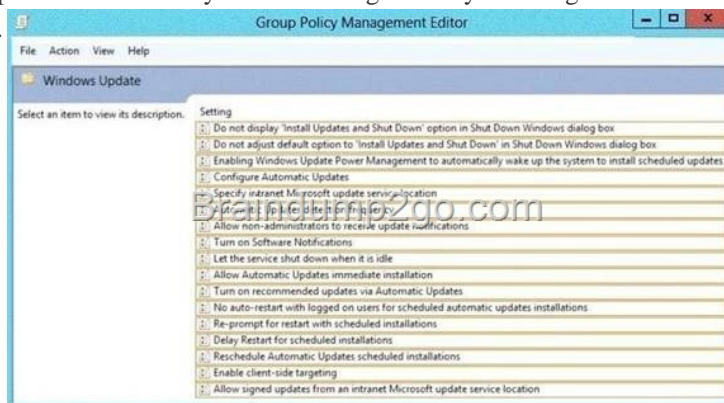 Group Policy Management Editor
File Action View Help
Windows Update
Select an item to view its description.
Setting
Do not display 'Install Updates and Shut Down' option in Shut Down Windows dialog box
Do not adjust default option to 'Install Updates and Shut Down' in Shut Down Windows dialog box
Enabling Windows Update Power Management to automatically wake up the system to install scheduled updates
Configure Automatic Updates
Specify intranet Microsoft update service location
Automatic Updates detection frequency
Braindump2go.com
Allow non-administrators to receive update notifications
Turn on Software Notifications
Let the service shut down when it is idle
Allow Automatic Updates immediate installation
Turn on recommended updates via Automatic Updates
No auto-restart with logged on users for scheduled automatic updates installations
Re-prompt for restart with scheduled installations
Delay Restart for scheduled installations
Reschedule Automatic Updates scheduled installations
Enable client-side targeting
Allow signed updates from an intranet Microsoft update service location